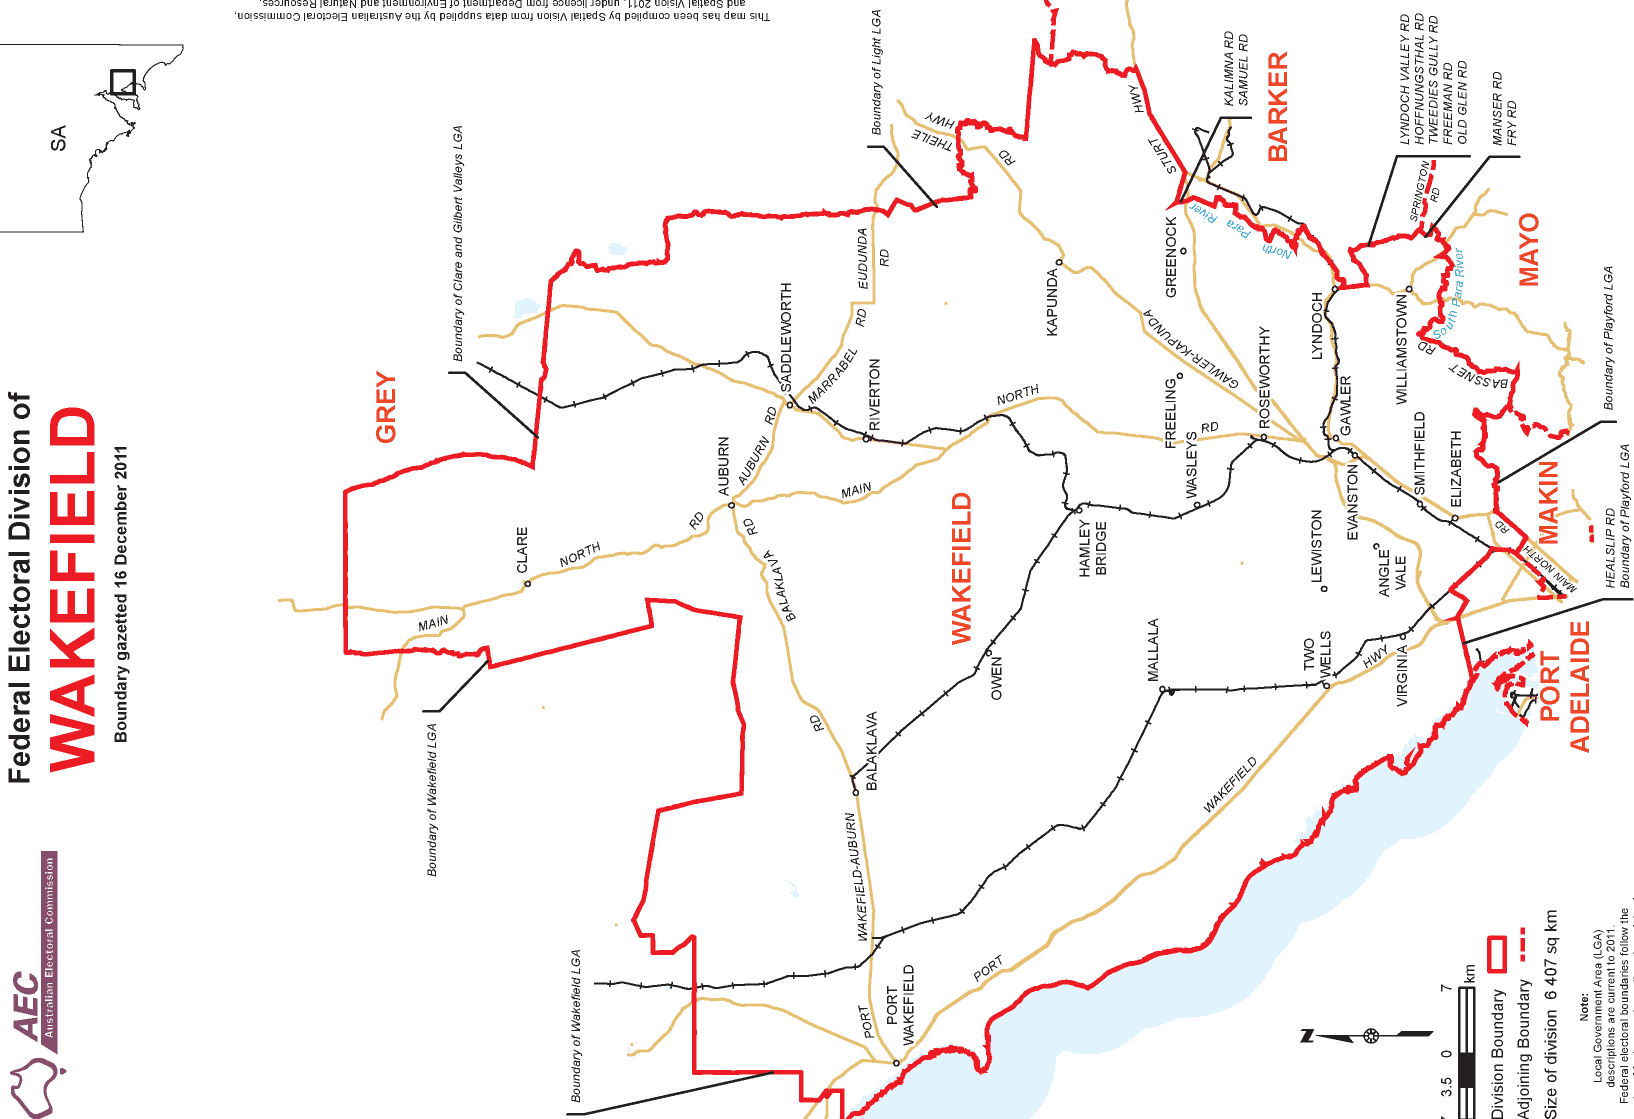 Federal Electoral Division of
WAKEFIELD
Boundary gazetted 16 December 2011
AEC
Australian Electoral Commission
SA
This map has been compiled by Spatial Vision from data supplied by the Australian Electoral Commission,
and Spatial Vision 2011, under licence from Department of Environment and Natural Resources.
Boundary of Clare and Gilbert Valleys LGA
Boundary of Light LGA
Boundary of Wakefield LGA
Boundary of Wakefield LGA
GREY
BARKER
MAYO
MAKIN
PORT
ADELAIDE
WAKEFIELD
KALIMNA RD
SAMUEL RD
LYNDOCH VALLEY RD
HOFFNUNGSTHAL RD
TWEEDIES GULLY RD
FREEMAN RD
OLD GLEN RD
MANSER RD
FRY RD
SPRINGTON
RD
Boundary of Playford LGA
HEALSLIP RD
Boundary of Playford LGA
CLARE
AUBURN
SADDLEWORTH
RIVERTON
KAPUNDA
GREENOCK
FREELING
ROSEWORTHY
WASLEYS
HAMLEY
BRIDGE
OWEN
BALAKLAVA
PORT
WAKEFIELD
MALLALA
TWO
WELLS
VIRGINIA
LEWISTON
ANGLE
VALE
EVANSTON
GAWLER
LYNDOCH
WILLIAMSTOWN
SMITHFIELD
ELIZABETH
MAIN
NORTH
RD
AUBURN
RD
MARRABEL
RD
EUDUNDA
RD
THEILE
HWY
RD
STURT
HWY
GAWLER-KAPUNDA
MAIN
NORTH
RD
BALAKLAVA
RD
RD
WAKEFIELD-AUBURN
PORT
PORT
WAKEFIELD
HWY
RD
MAIN NORTH
BASSNET
RD
North
Para
River
South Para River
N
3.5
0
7
km
Division Boundary
Adjoining Boundary
Size of division 6 407 sq km
Note:
Local Government Area (LGA)
descriptions are current to 2011.
Federal electoral boundaries follow the